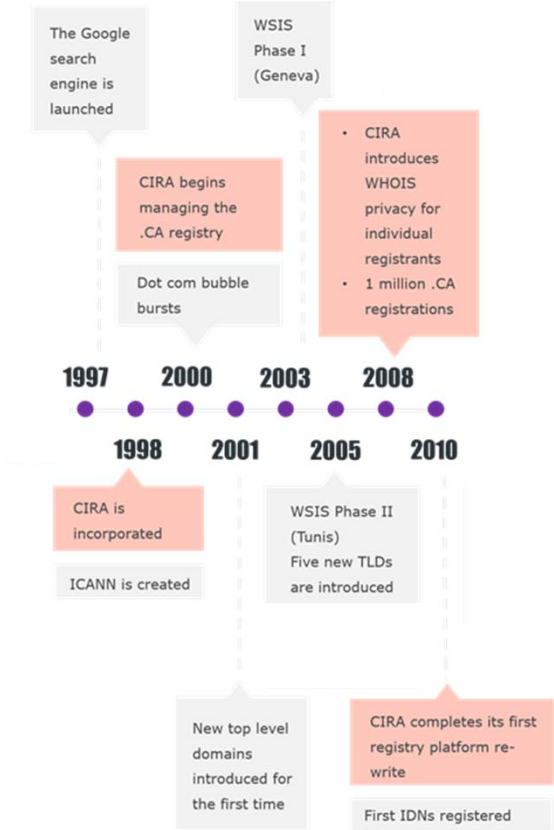 The Google
search
engine is
launched
WSIS
Phase I
(Geneva)
CIRA begins
managing the
.CA registry
Dot com bubble
bursts
• CIRA
introduces
WHOIS
privacy for
individual
registrants
• 1 million .CA
registrations
1997
2000
2003
2008
1998
2001
2005
2010
CIRA is
incorporated
ICANN is created
WSIS Phase II
(Tunis)
Five new TLDs
are introduced
New top level
domains
introduced for
the first time
CIRA completes its first
registry platform re-
write
First IDNs registered